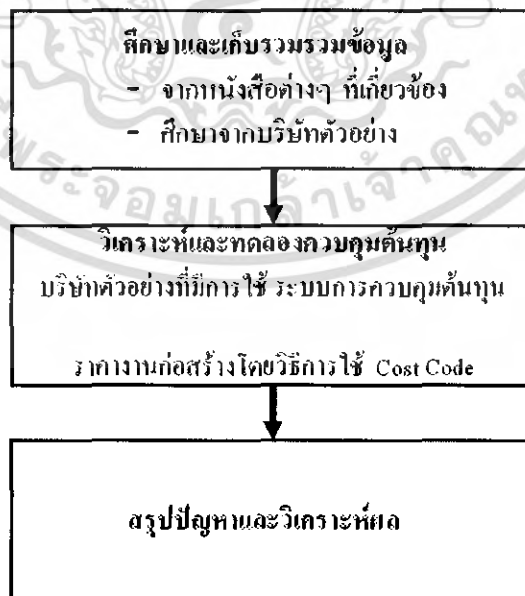 ศึกษาและเก็บรวมรวมข้อมูล
- จากหนังสือต่างๆ ที่เกี่ยวข้อง
- ศึกษาจากบริษัทตัวอย่าง
วิเคราะห์และทดลองควบคุมต้นทุน
บริษัทตัวอย่างที่มีการใช้ ระบบการควบคุมต้นทุน
ราคางานก่อสร้างโดยวิธีการใช้ Cost Code
สรุปปัญหาและวิเคราะห์ผล